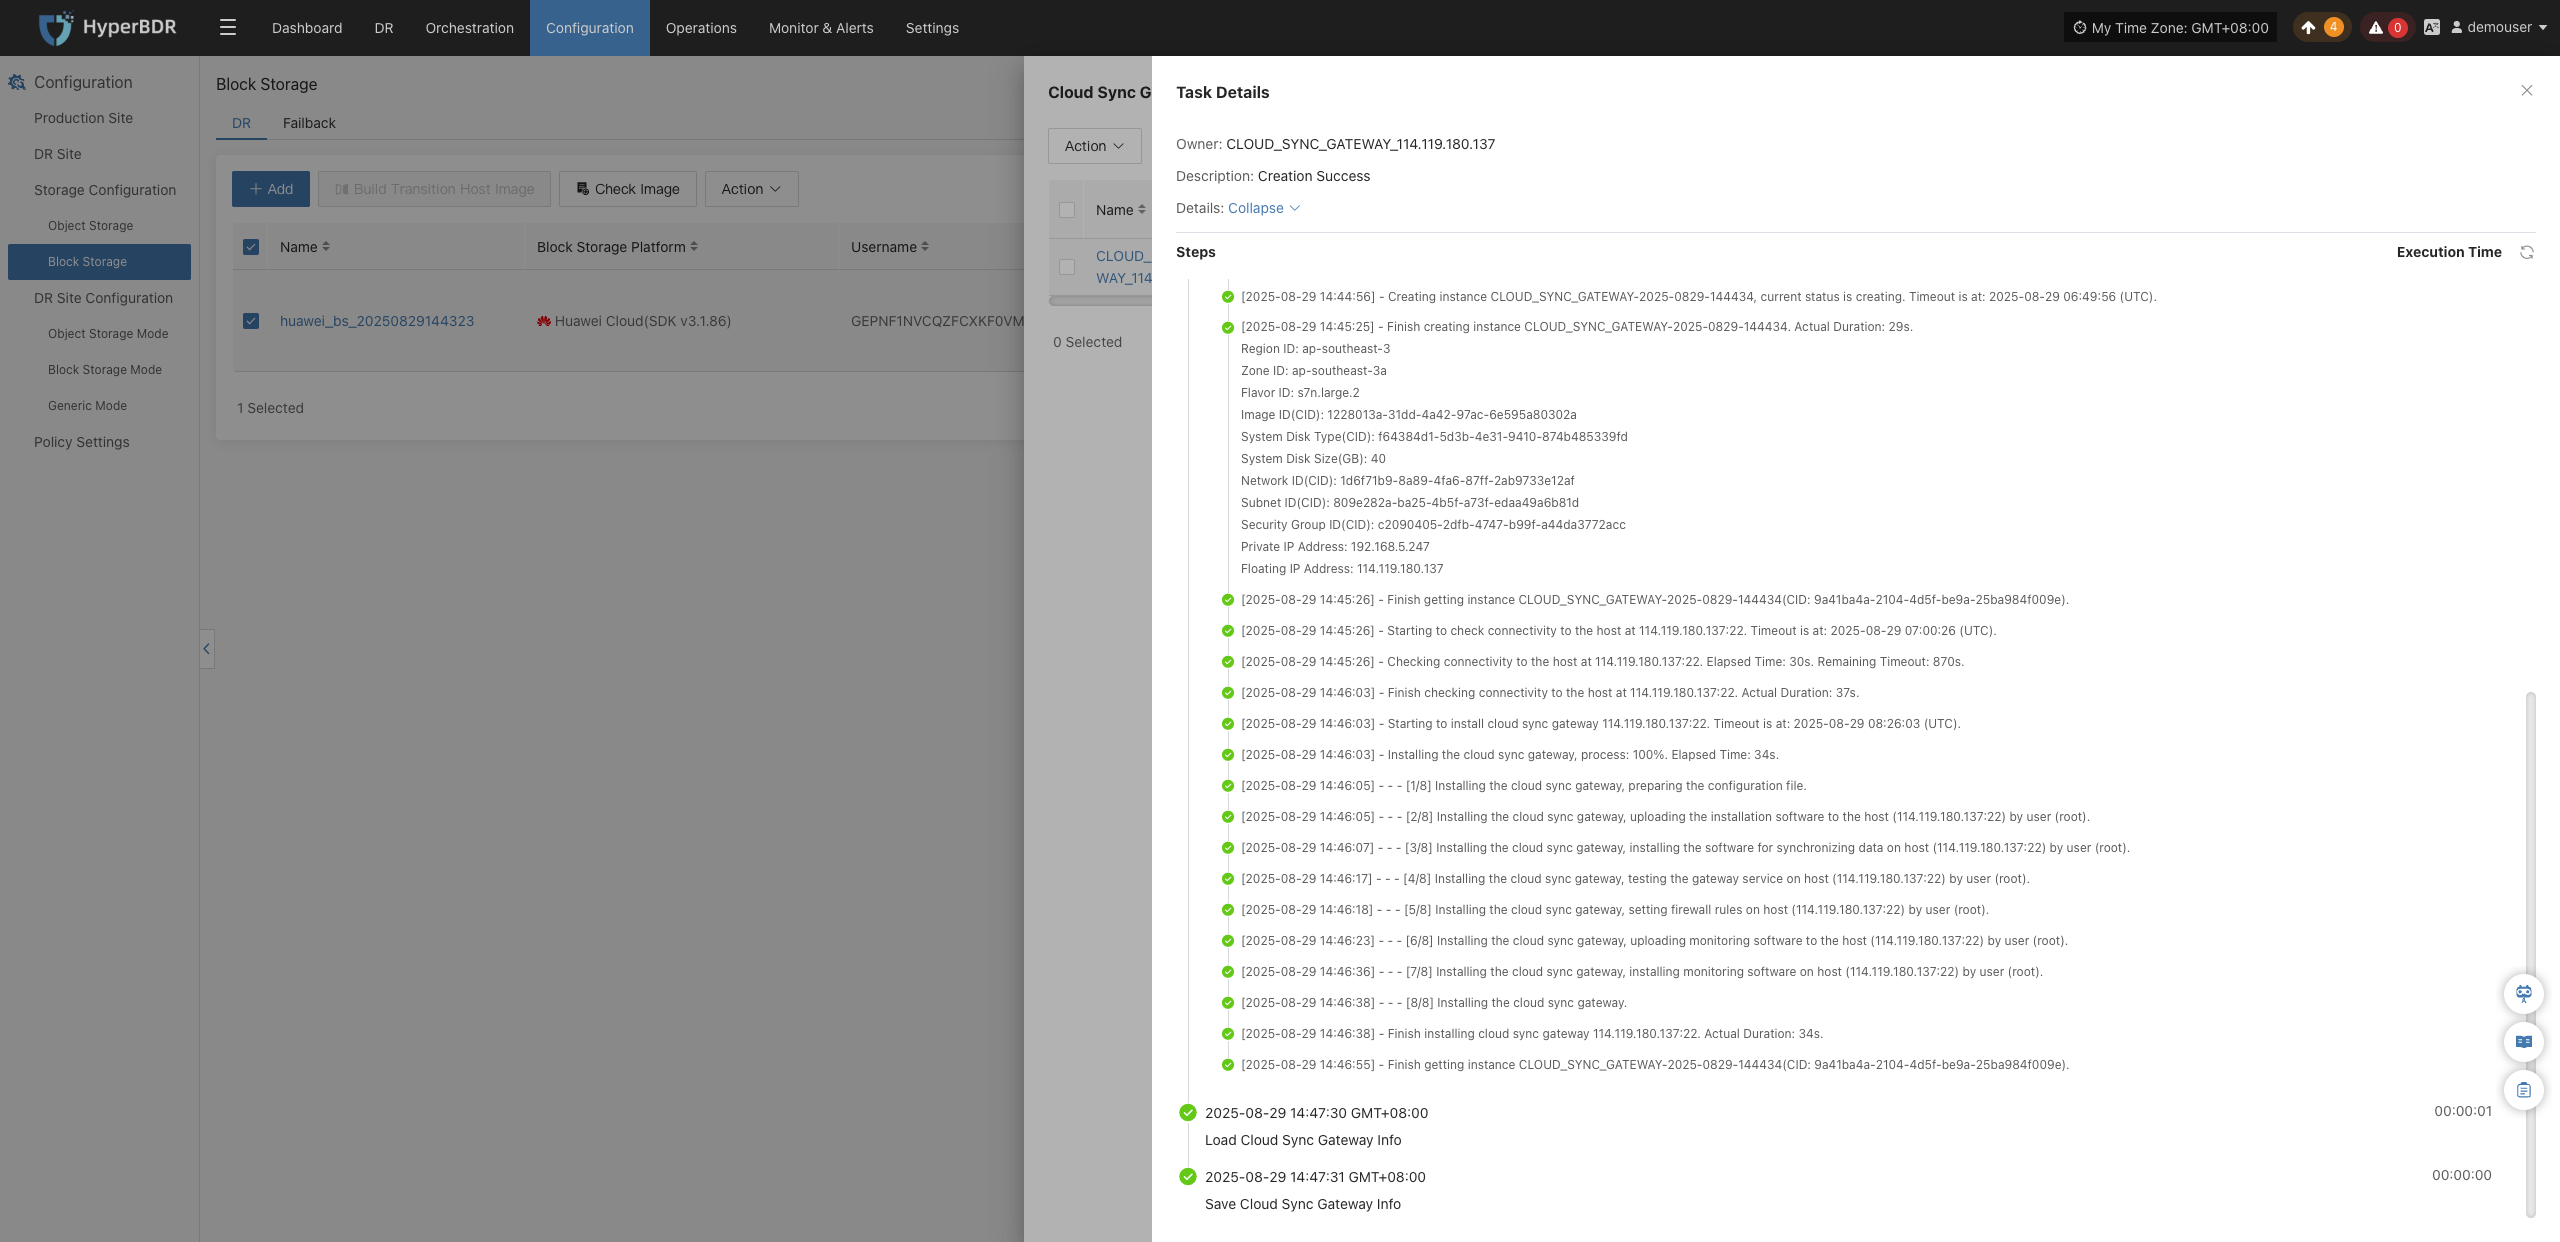 HyperBDR
Dashboard
DR
Orchestration
Configuration
Operations
Monitor & Alerts
Settings
My Time Zone: GMT+08:00
4
0
demouser
Configuration
Production Site
DR Site
Storage Configuration
Object Storage
Block Storage
DR Site Configuration
Object Storage Mode
Block Storage Mode
Generic Mode
Policy Settings
Block Storage
DR
Failback
Add
Build Transition Host Image
Check Image
Action
Name
Block Storage Platform
Username
huawei_bs_20250829144323
Huawei Cloud(SDK v3.1.86)
GEPNF1NVCQZFCXKF0VM
1 Selected
Cloud Sync G
Action
Name
CLOUD_
WAY_114
0 Selected
Task Details
Owner: CLOUD_SYNC_GATEWAY_114.119.180.137
Description: Creation Success
Details: Collapse
Steps
Execution Time
[2025-08-29 14:44:56] - Creating instance CLOUD_SYNC_GATEWAY-2025-0829-144434, current status is creating. Timeout is at: 2025-08-29 06:49:56 (UTC).
[2025-08-29 14:45:25] - Finish creating instance CLOUD_SYNC_GATEWAY-2025-0829-144434. Actual Duration: 29s.
Region ID: ap-southeast-3
Zone ID: ap-southeast-3a
Flavor ID: s7n.large.2
Image ID(CID): 1228013a-31dd-4a42-97ac-6e595a80302a
System Disk Type(CID): f64384d1-5d3b-4e31-9410-874b485339fd
System Disk Size(GB): 40
Network ID(CID): 1d6f71b9-8a89-4fa6-87ff-2ab9733e12af
Subnet ID(CID): 809e282a-ba25-4b5f-a73f-edaa49a6b81d
Security Group ID(CID): c2090405-2dfb-4747-b99f-a44da3772acc
Private IP Address: 192.168.5.247
Floating IP Address: 114.119.180.137
[2025-08-29 14:45:26] - Finish getting instance CLOUD_SYNC_GATEWAY-2025-0829-144434(CID: 9a41ba4a-2104-4d5f-be9a-25ba984f009e).
[2025-08-29 14:45:26] - Starting to check connectivity to the host at 114.119.180.137:22. Timeout is at: 2025-08-29 07:00:26 (UTC).
[2025-08-29 14:45:26] - Checking connectivity to the host at 114.119.180.137:22. Elapsed Time: 30s. Remaining Timeout: 870s.
[2025-08-29 14:46:03] - Finish checking connectivity to the host at 114.119.180.137:22. Actual Duration: 37s.
[2025-08-29 14:46:03] - Starting to install cloud sync gateway 114.119.180.137:22. Timeout is at: 2025-08-29 08:26:03 (UTC).
[2025-08-29 14:46:03] - Installing the cloud sync gateway, process: 100%. Elapsed Time: 34s.
[2025-08-29 14:46:05] - - - [1/8] Installing the cloud sync gateway, preparing the configuration file.
[2025-08-29 14:46:05] - - - [2/8] Installing the cloud sync gateway, uploading the installation software to the host (114.119.180.137:22) by user (root).
[2025-08-29 14:46:07] - - - [3/8] Installing the cloud sync gateway, installing the software for synchronizing data on host (114.119.180.137:22) by user (root).
[2025-08-29 14:46:17] - - - [4/8] Installing the cloud sync gateway, testing the gateway service on host (114.119.180.137:22) by user (root).
[2025-08-29 14:46:18] - - - [5/8] Installing the cloud sync gateway, setting firewall rules on host (114.119.180.137:22) by user (root).
[2025-08-29 14:46:23] - - - [6/8] Installing the cloud sync gateway, uploading monitoring software to the host (114.119.180.137:22) by user (root).
[2025-08-29 14:46:36] - - - [7/8] Installing the cloud sync gateway, installing monitoring software on host (114.119.180.137:22) by user (root).
[2025-08-29 14:46:38] - - - [8/8] Installing the cloud sync gateway.
[2025-08-29 14:46:38] - Finish installing cloud sync gateway 114.119.180.137:22. Actual Duration: 34s.
[2025-08-29 14:46:55] - Finish getting instance CLOUD_SYNC_GATEWAY-2025-0829-144434(CID: 9a41ba4a-2104-4d5f-be9a-25ba984f009e).
2025-08-29 14:47:30 GMT+08:00
00:00:01
Load Cloud Sync Gateway Info
2025-08-29 14:47:31 GMT+08:00
00:00:00
Save Cloud Sync Gateway Info